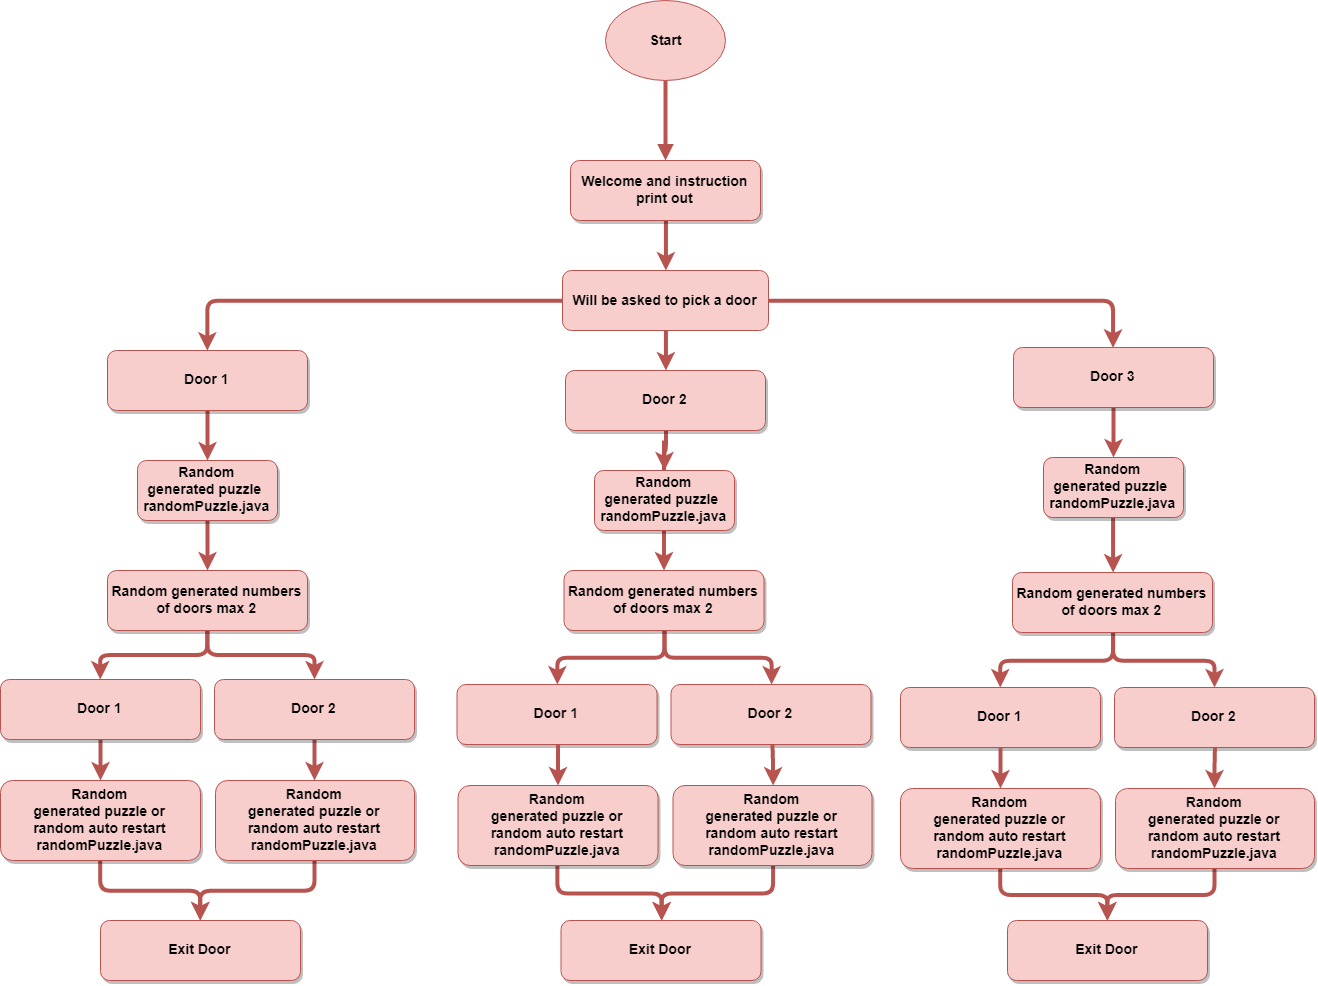 Start
Welcome and instruction
print out
Will be asked to pick a door
Door 1
Door 2
Door 3
Random
generated puzzle
randomPuzzle.java
Random
generated puzzle
randomPuzzle.java
Random
generated puzzle
randomPuzzle.java
Random generated numbers
of doors max 2
Random generated numbers
of doors max 2
Random generated numbers
of doors max 2
Door 1
Door 2
Door 1
Door 2
Door 1
Door 2
Random
generated puzzle or
random auto restart
randomPuzzle.java
Random
generated puzzle or
random auto restart
randomPuzzle.java
Random
generated puzzle or
random auto restart
randomPuzzle.java
Random
generated puzzle or
random auto restart
randomPuzzle.java
Random
generated puzzle or
random auto restart
randomPuzzle.java
Random
generated puzzle or
random auto restart
randomPuzzle.java
Exit Door
Exit Door
Exit Door